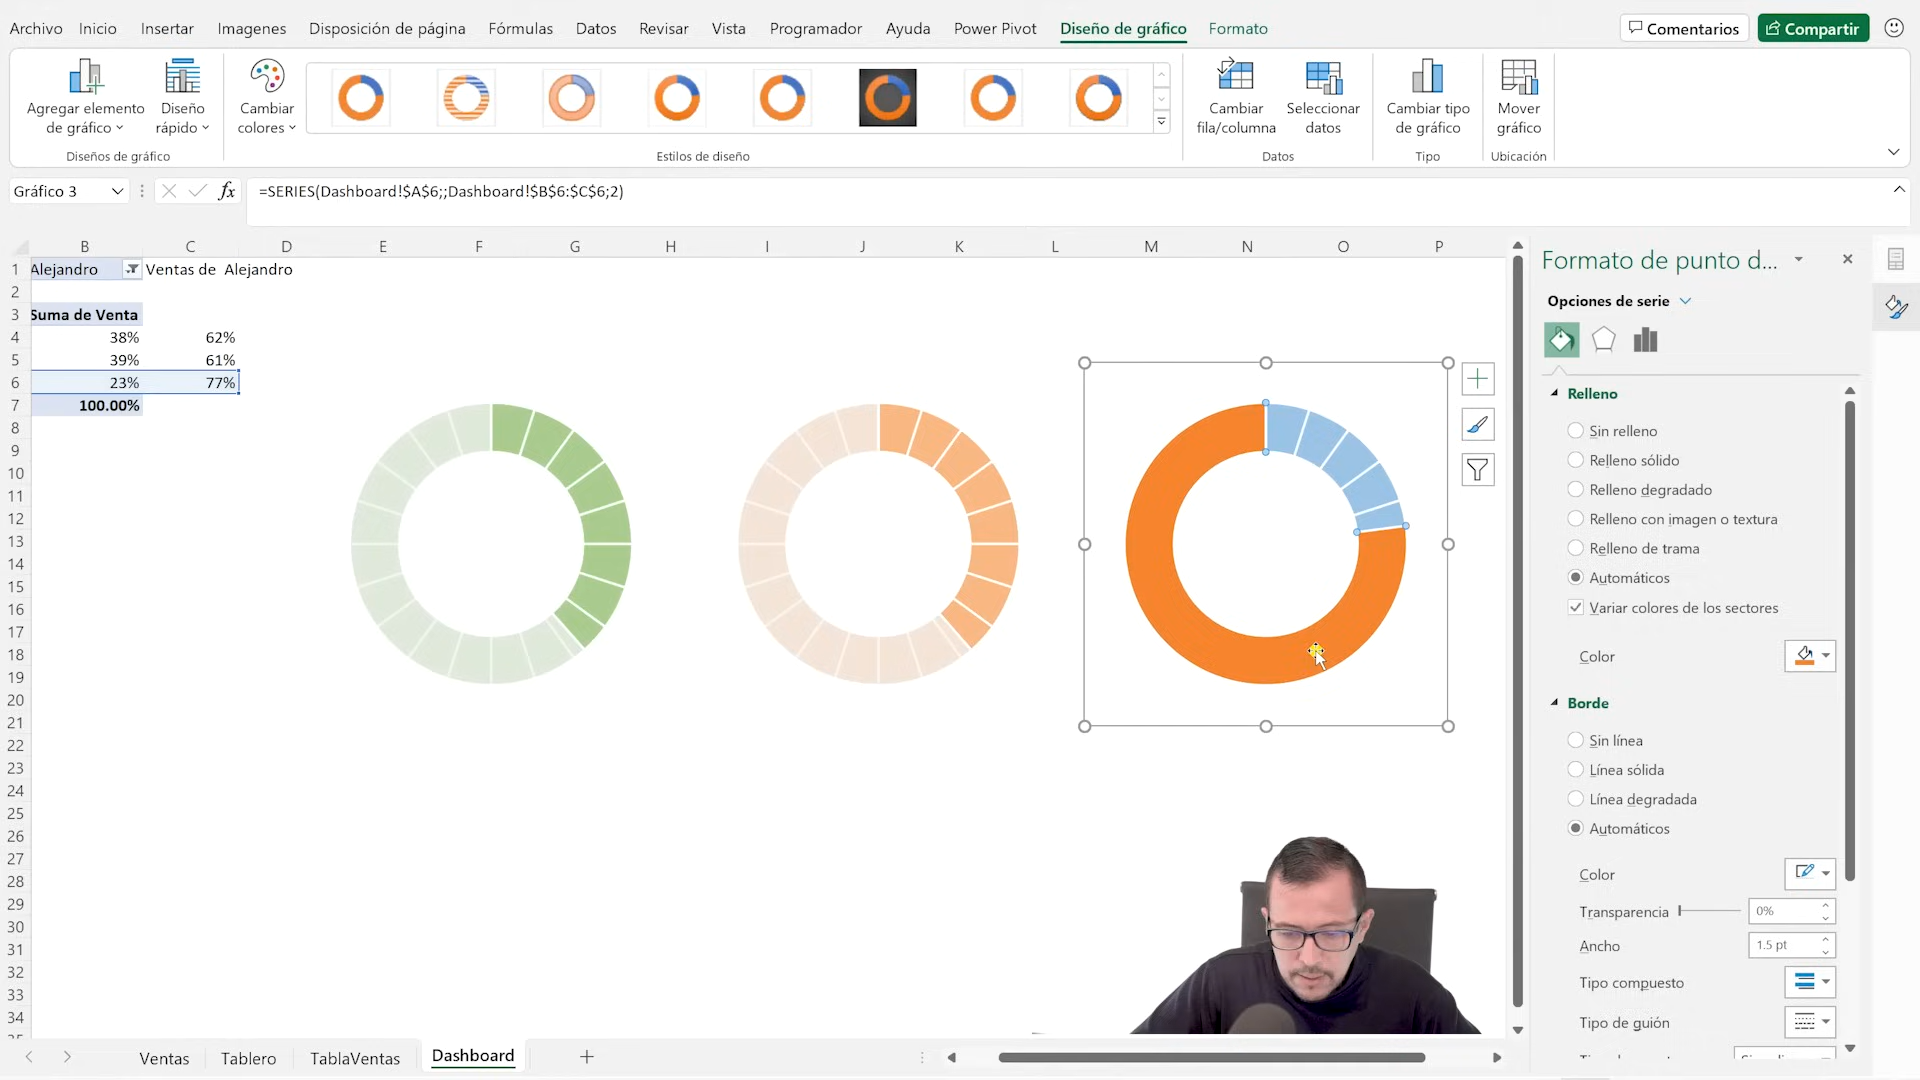 Archivo Inicio Insertar Imagenes Disposición de página Fórmulas Datos Revisar Vista Programador Ayuda Power Pivot Diseño de gráfico Formato Comentarios Compartir
Agregar elemento de gráfico
Diseño rápido
Cambiar colores
Cambiar fila/columna
Seleccionar datos
Cambiar tipo de gráfico
Mover gráfico
Diseños de gráfico Estilos de diseño Datos Tipo Ubicación
Gráfico 3 fx =SERIES(Dashboard!$A$6;;Dashboard!$B$6:$C$6;2)
B C D E F G H I J K L M N O P
1 Alejandro Ventas de Alejandro
2
3 Suma de Venta
4 38% 62%
5 39% 61%
6 23% 77%
7 100.00%
8
9
10
11
12
13
14
15
16
17
18
19
20
21
22
23
24
25
26
27
28
29
30
31
32
33
34
Formato de punto d...
Opciones de serie
Relleno
Sin relleno
Relleno sólido
Relleno degradado
Relleno con imagen o textura
Relleno de trama
Automáticos
Variar colores de los sectores
Color
Borde
Sin línea
Línea sólida
Línea degradada
Automáticos
Color
Transparencia 0%
Ancho 1.5 pt
Tipo compuesto
Tipo de guión
Ventas Tablero TablaVentas Dashboard